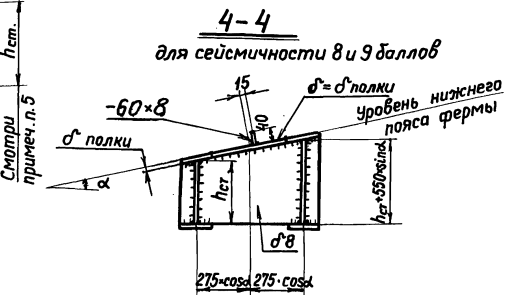 4-4
для сейсмичности 8 и 9 баллов
hст.
Смотри
примеч. п. 5
15
-60×8
40
δ = δ полки
Уровень нижнего
пояса фермы
δ полки
α
hст
hст+550×sinα
δ8
275×cosα 275·cosα